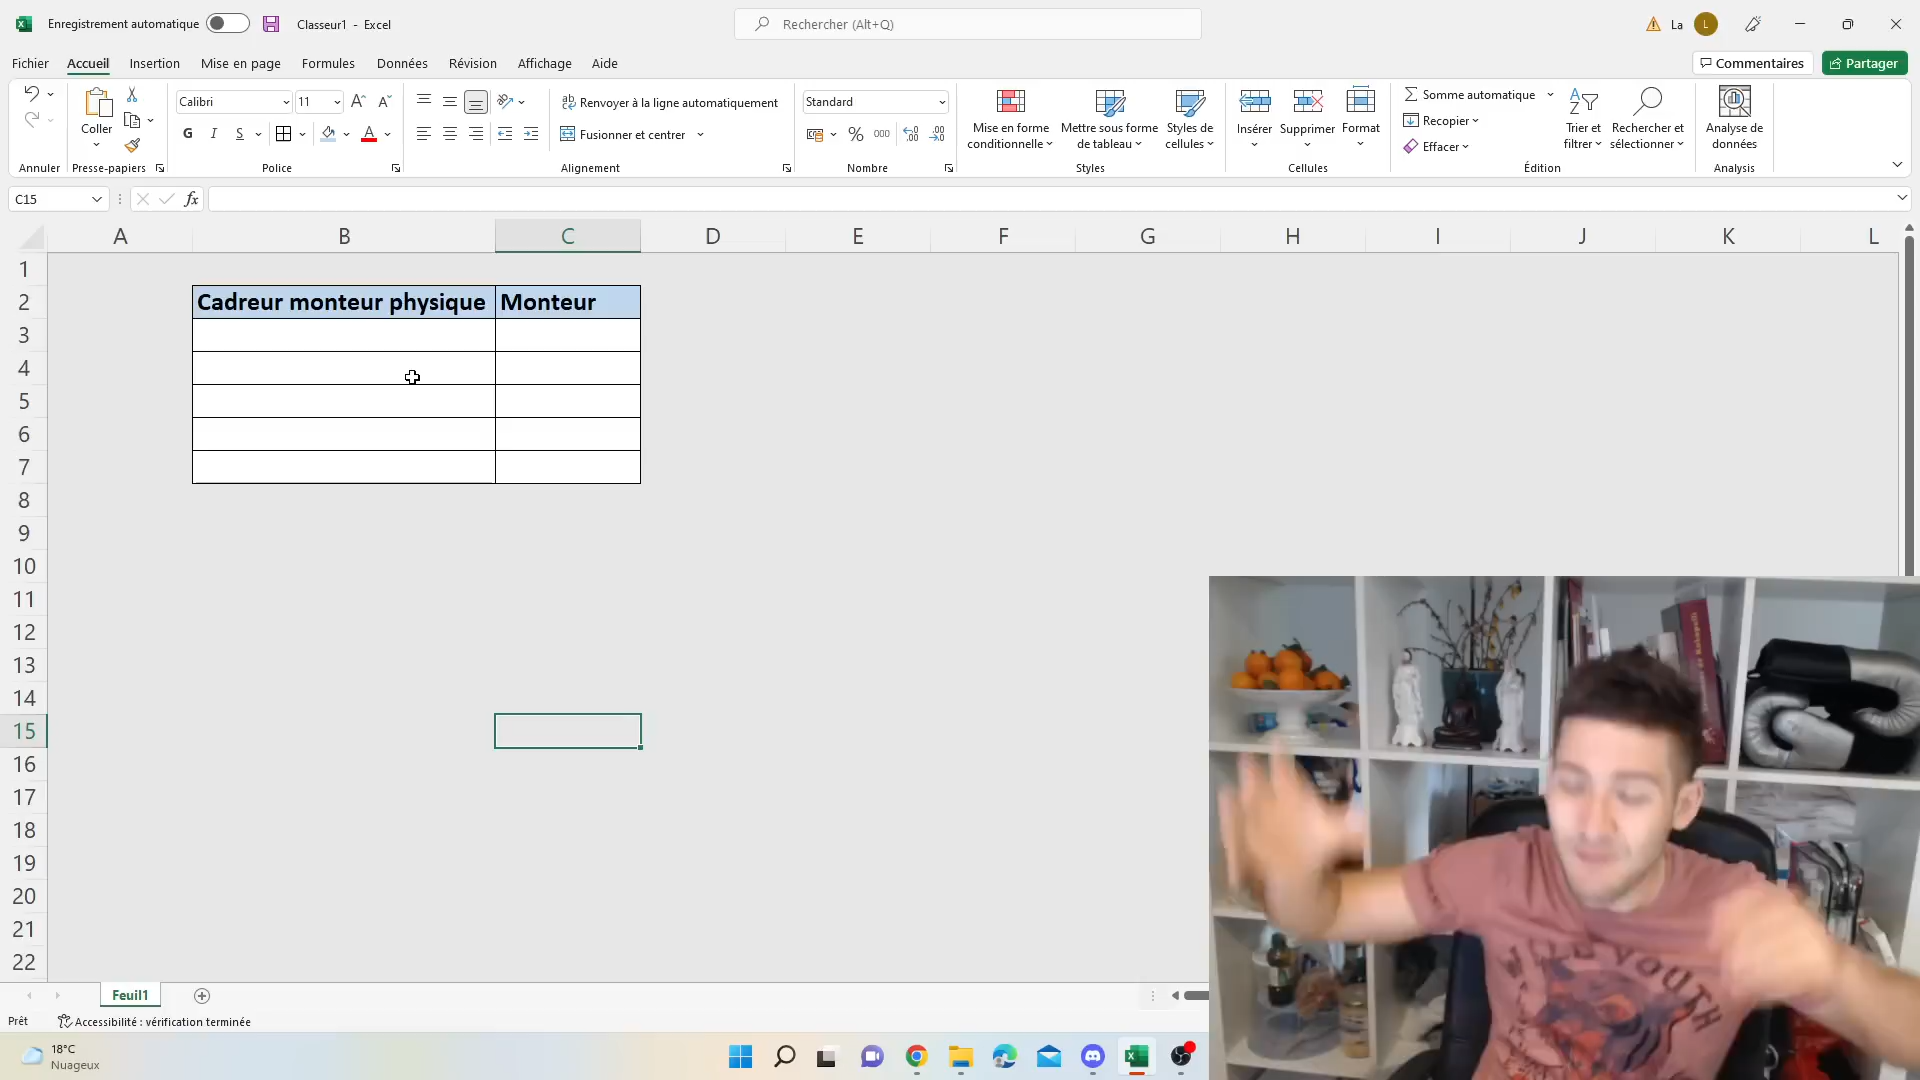 Enregistrement automatique
Classeur1 - Excel
Rechercher (Alt+Q)
La
L
Fichier
Accueil
Insertion
Mise en page
Formules
Données
Révision
Affichage
Aide
Commentaires
Partager
Coller
Calibri
11
G I S
Renvoyer à la ligne automatiquement
Fusionner et centrer
Standard
% 000
Mise en forme
conditionnelle
Mettre sous forme
de tableau
Styles de
cellules
Insérer
Supprimer
Format
Somme automatique
Recopier
Effacer
Trier et
filtrer
Rechercher et
sélectionner
Analyse de
données
Annuler
Presse-papiers
Police
Alignement
Nombre
Styles
Cellules
Édition
Analysis
C15
fx
A B C D E F G H I J K L
1
2 Cadreur monteur physique Monteur
3
4
5
6
7
8
9
10
11
12
13
14
15
16
17
18
19
20
21
22
Feuil1
Prêt
Accessibilité : vérification terminée
18°C
Nuageux